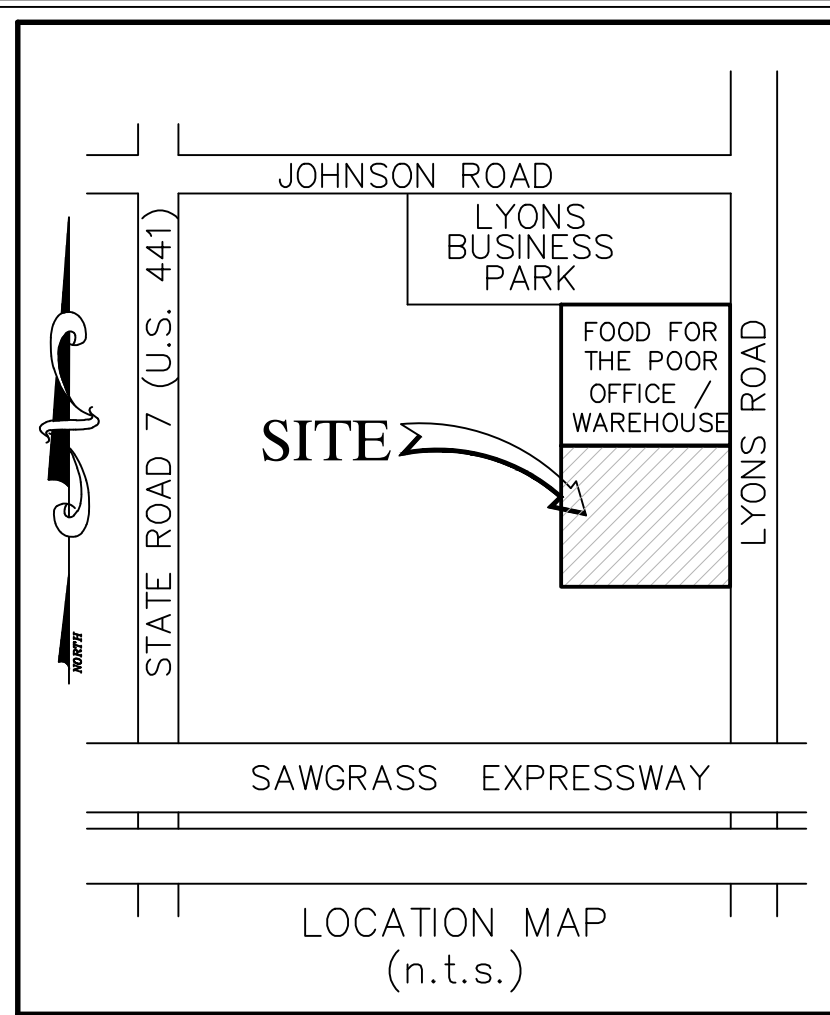 JOHNSON ROAD
LYONS
BUSINESS
PARK
STATE ROAD 7 (U.S. 441)
FOOD FOR
THE POOR
OFFICE /
WAREHOUSE
LYONS ROAD
SITE
NORTH
SAWGRASS EXPRESSWAY
LOCATION MAP
(n.t.s.)